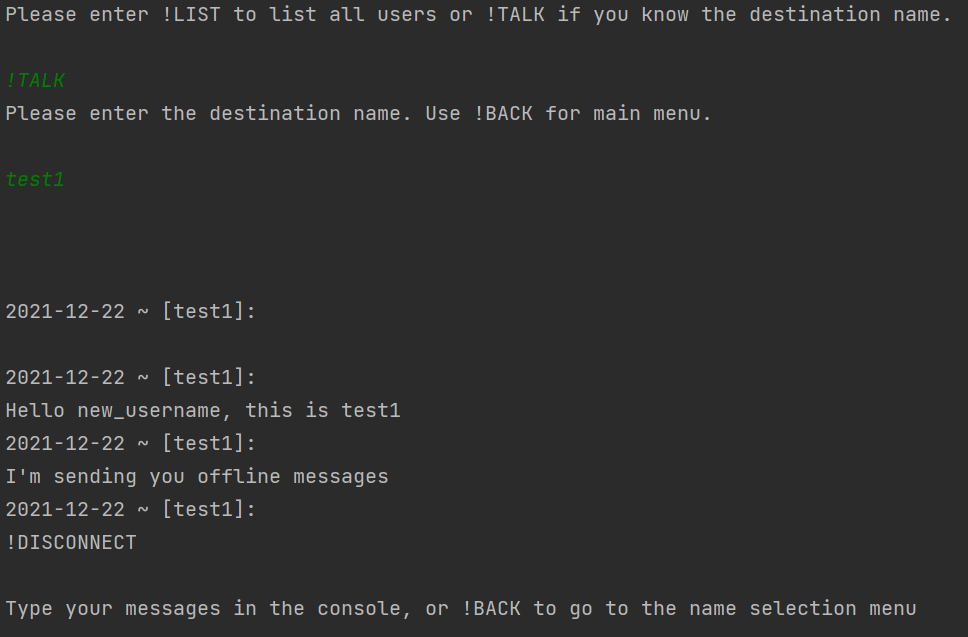 Please enter !LIST to list all users or !TALK if you know the destination name.
!TALK
Please enter the destination name. Use !BACK for main menu.
test1
2021-12-22 ~ [test1]:
2021-12-22 ~ [test1]:
Hello new_username, this is test1
2021-12-22 ~ [test1]:
I'm sending you offline messages
2021-12-22 ~ [test1]:
!DISCONNECT
Type your messages in the console, or !BACK to go to the name selection menu